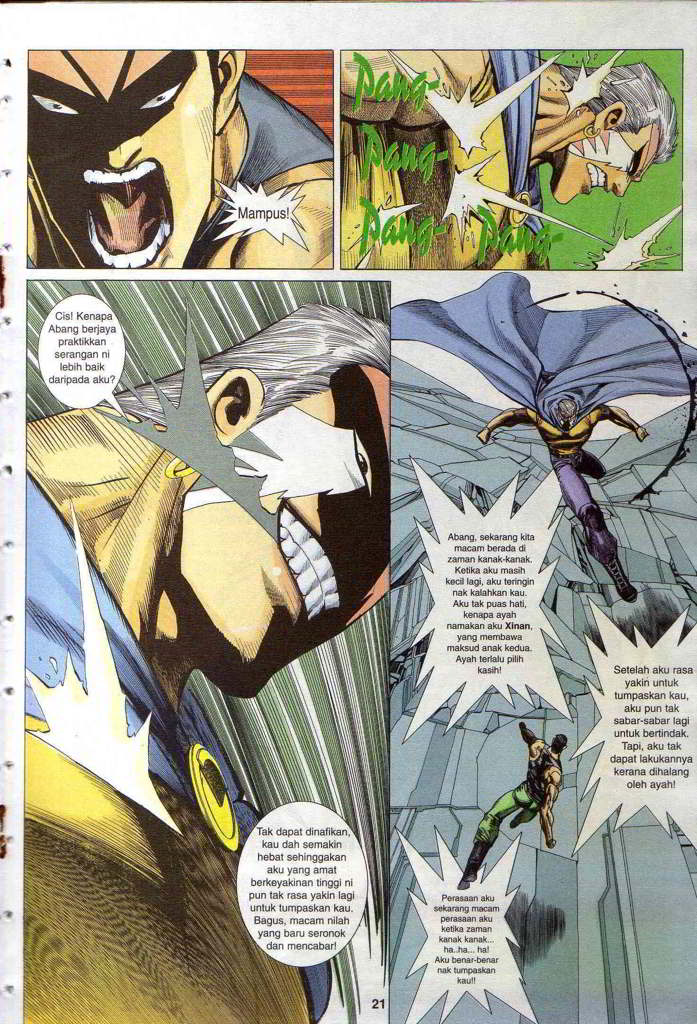 Mampus!
Pang-
Pang-
Pang-
Pang-
Cis! Kenapa
Abang berjaya
praktikkan
serangan ni
lebih baik
daripada aku?
Tak dapat dinafikan,
kau dah semakin
hebat sehinggakan
aku yang amat
berkeyakinan tinggi ni
pun tak rasa yakin lagi
untuk tumpaskan kau.
Bagus, macam nilah
yang baru seronok
dan mencabar!
Abang, sekarang kita
macam berada di
zaman kanak-kanak.
Ketika aku masih
kecil lagi, aku teringin
nak kalahkan kau.
Aku tak puas hati,
kenapa ayah
namakan aku Xinan,
yang membawa
maksud anak kedua.
Ayah terlalu pilih
kasih!
Setelah aku rasa
yakin untuk
tumpaskan kau,
aku pun tak
sabar-sabar lagi
untuk bertindak.
Tapi, aku tak
dapat lakukannya
kerana dihalang
oleh ayah!
Perasaan aku
sekarang macam
perasaan aku
ketika zaman
kanak kanak...
ha..ha... ha!
Aku benar-benar
nak tumpaskan
kau!!
21